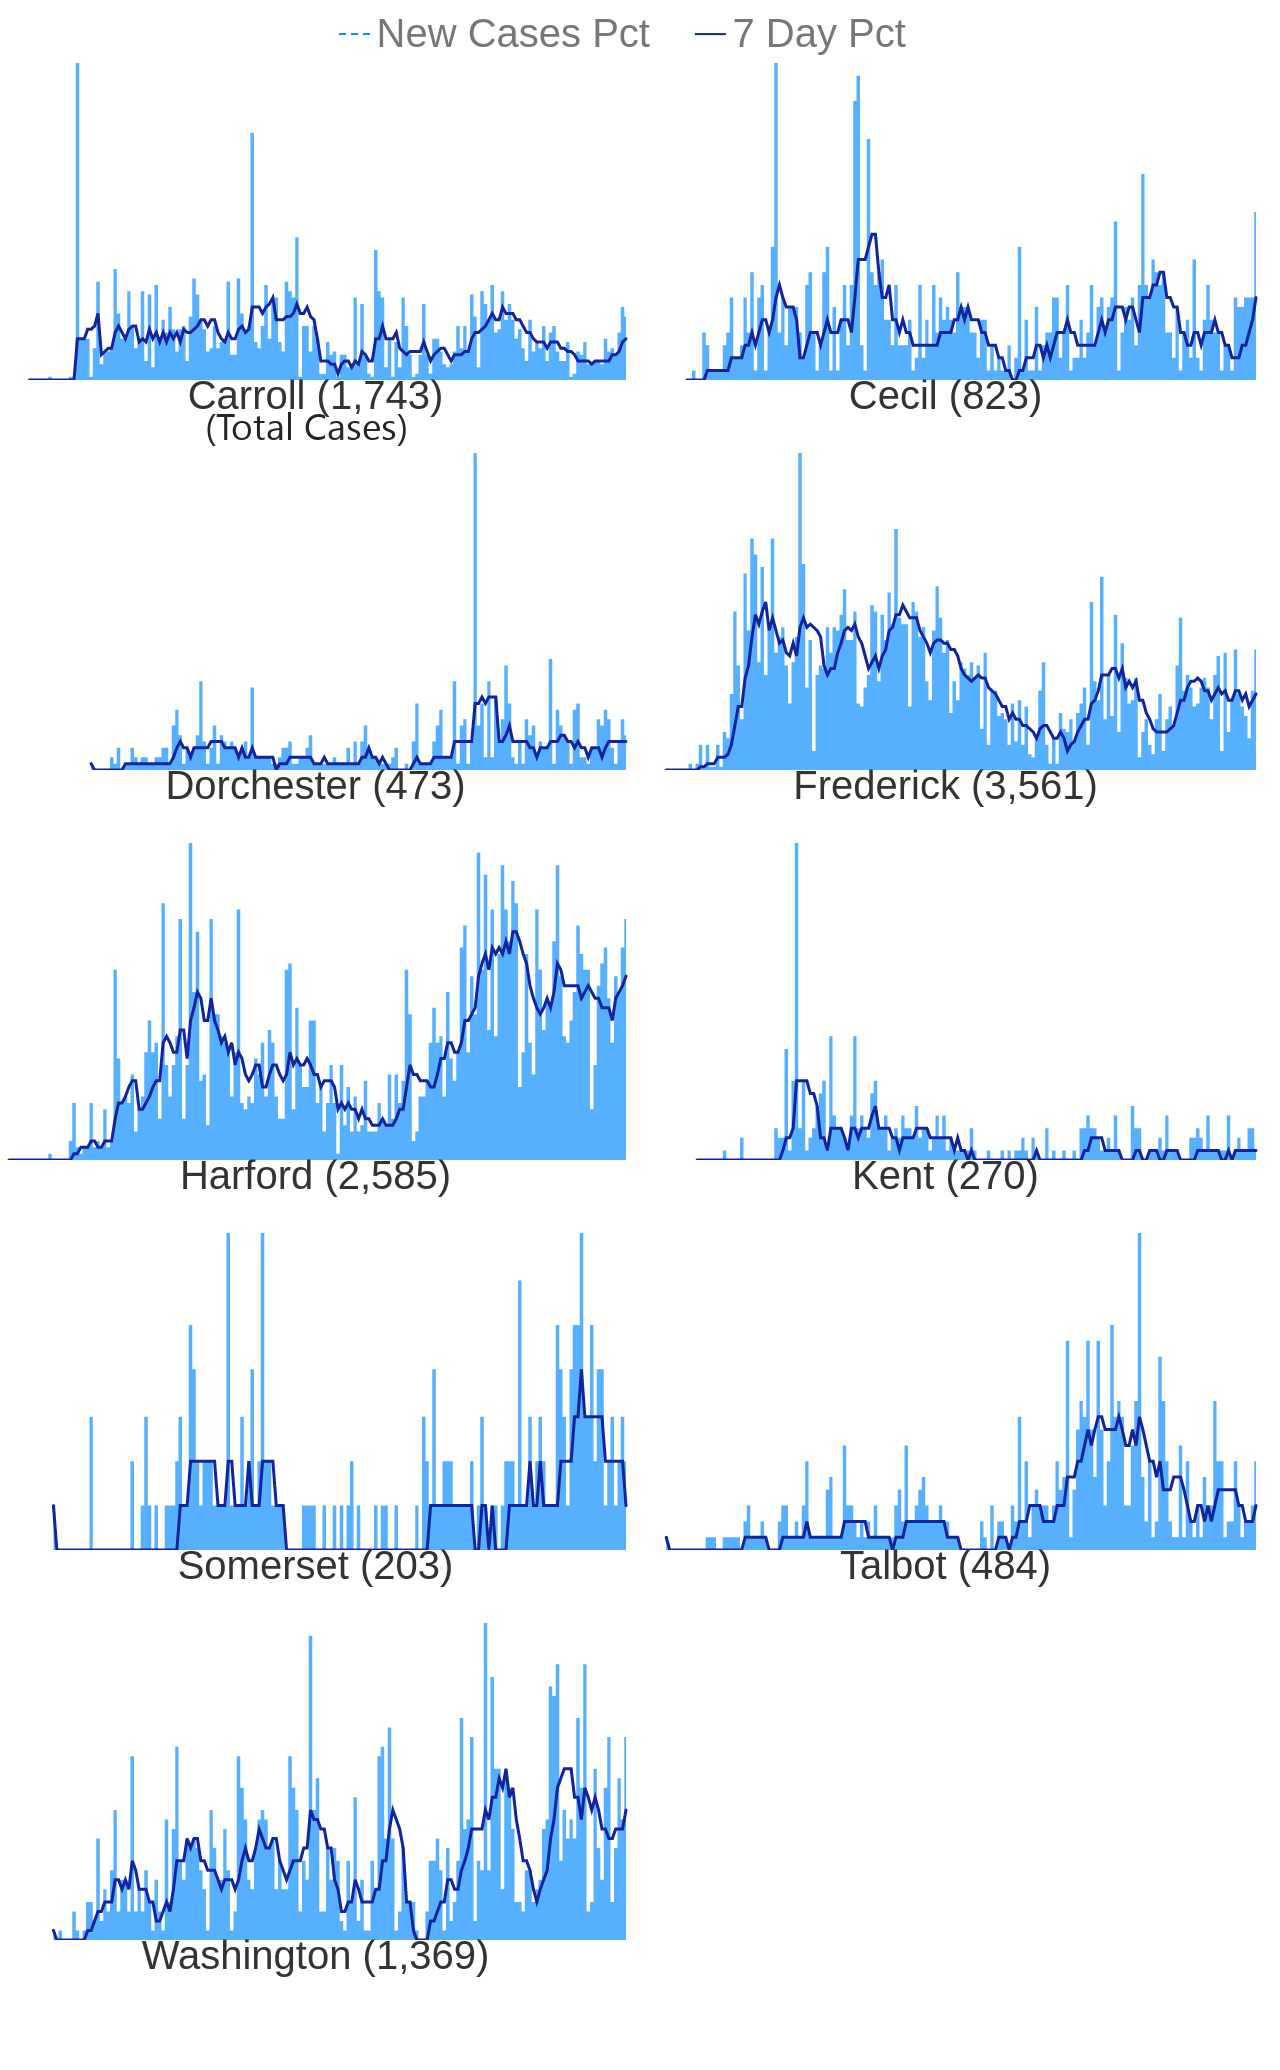 New Cases Pct 7 Day Pct
Carroll (1,743) Cecil (823)
(Total Cases)
Dorchester (473) Frederick (3,561)
Harford (2,585) Kent (270)
Somerset (203) Talbot (484)
Washington (1,369)